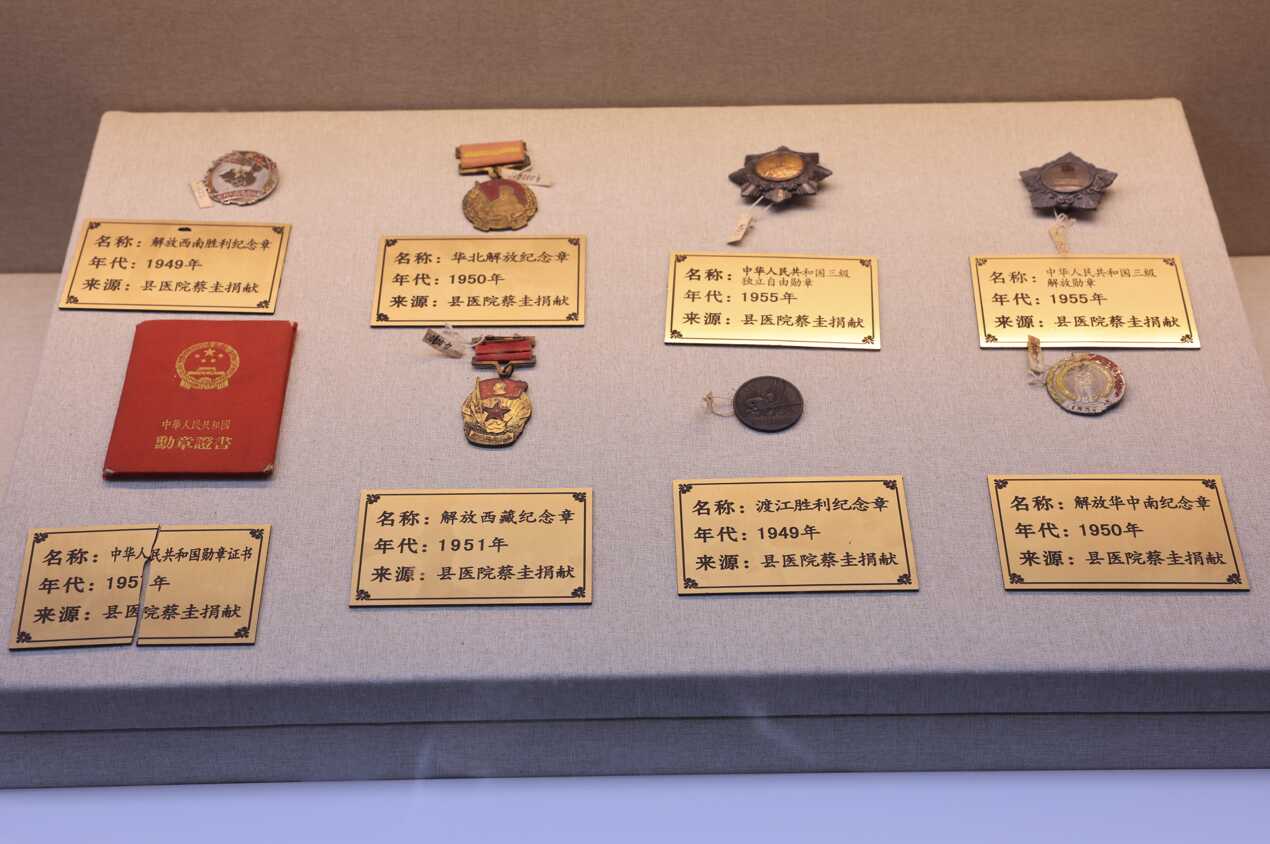 名称：解放西南胜利纪念章
年代：1949年
来源：县医院蔡圭捐献
名称：华北解放纪念章
年代：1950年
来源：县医院蔡圭捐献
名称：中华人民共和国三级
独立自由勋章
年代：1955年
来源：县医院蔡圭捐献
名称：中华人民共和国三级
解放勋章
年代：1955年
来源：县医院蔡圭捐献
中華人民共和国
勳章證書
名称：中华人民共和国勋章证书
年代：1957年
来源：县医院蔡圭捐献
名称：解放西藏纪念章
年代：1951年
来源：县医院蔡圭捐献
名称：渡江胜利纪念章
年代：1949年
来源：县医院蔡圭捐献
名称：解放华中南纪念章
年代：1950年
来源：县医院蔡圭捐献